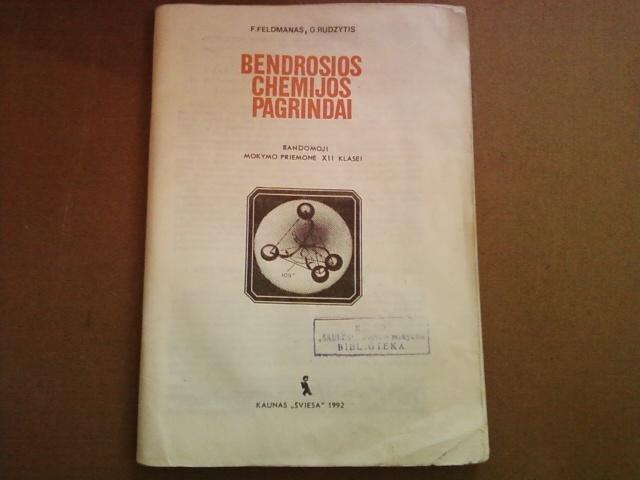 F. FELDMANAS, G. RUDZYTIS
BENDROSIOS
CHEMIJOS
PAGRINDAI
BANDOMOJI
MOKYMO PRIEMONĖ XII KLASEI
109°
BIBLIOTEKA
KAUNAS „ŠVIESA" 1992